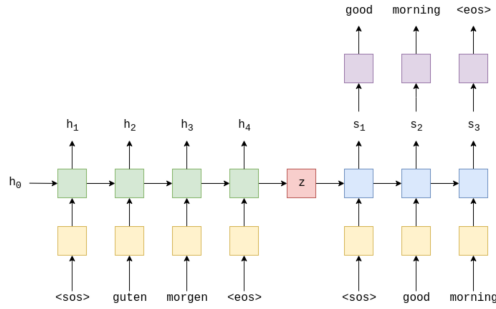 good morning <eos>
h1 h2 h3 h4 s1 s2 s3
h0 z
<sos> guten morgen <eos> <sos> good morning